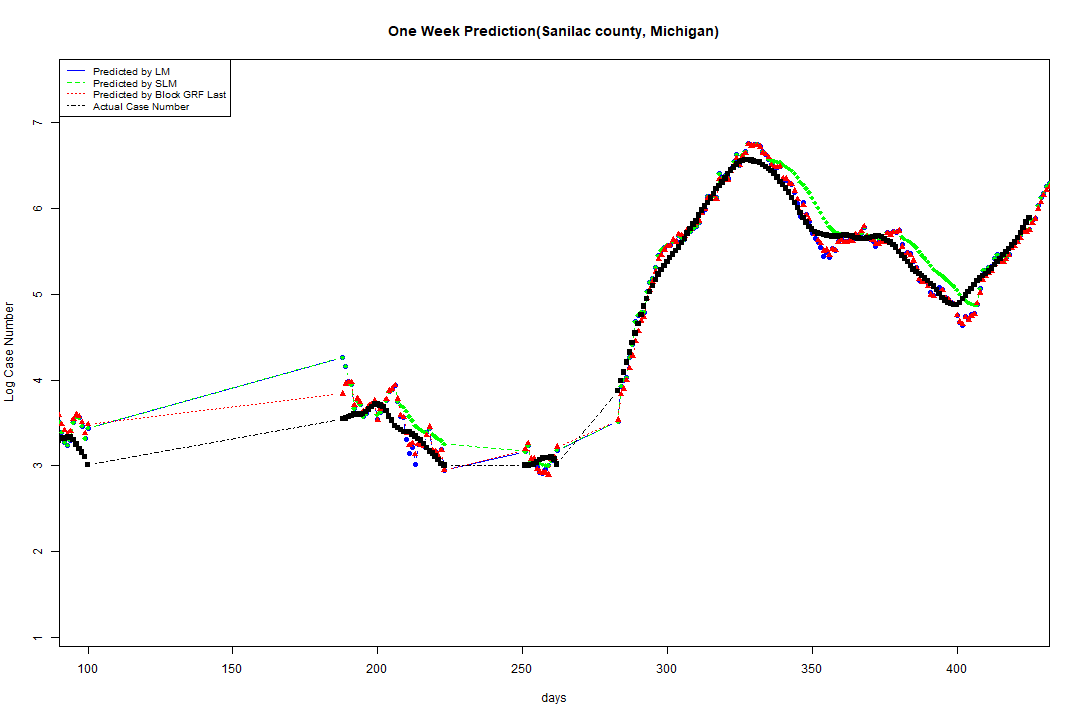 One Week Prediction(Sanilac county, Michigan)
Predicted by LM
Predicted by SLM
Predicted by Block GRF Last
Actual Case Number
7
6
5
4
3
2
1
Log Case Number
100 150 200 250 300 350 400
days